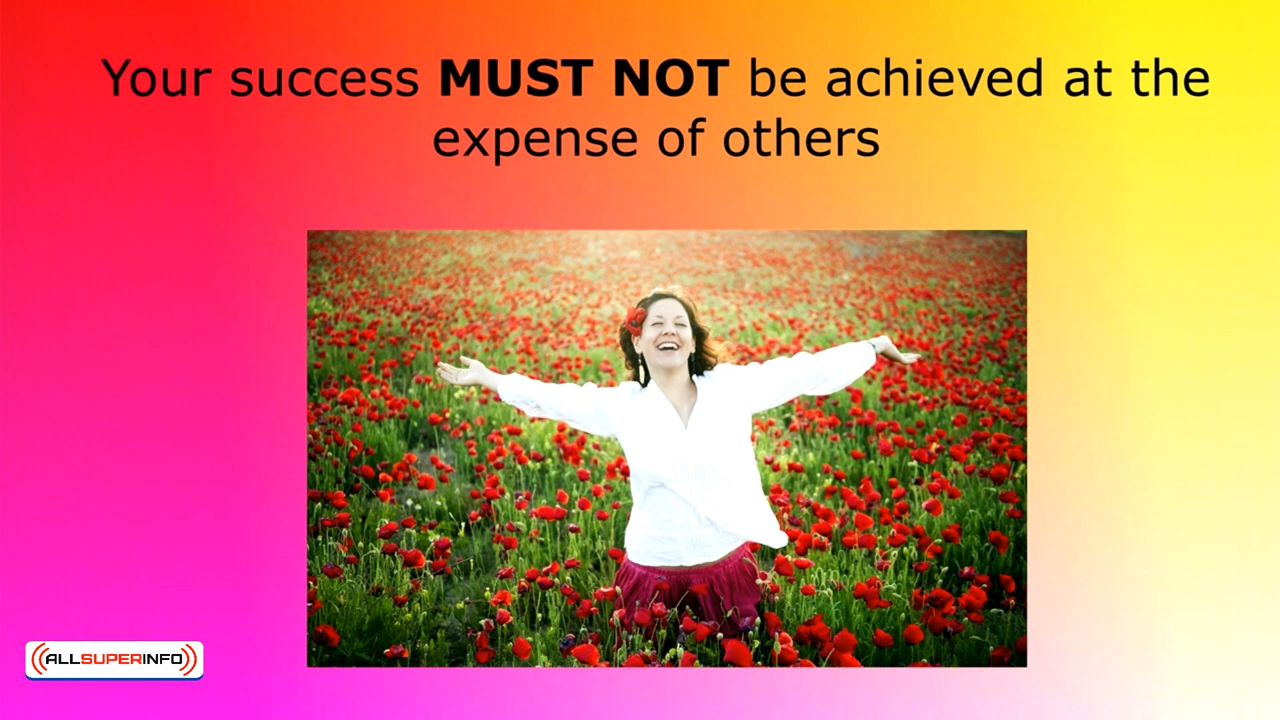 Your success MUST NOT be achieved at the
expense of others
ALLSUPERINFO